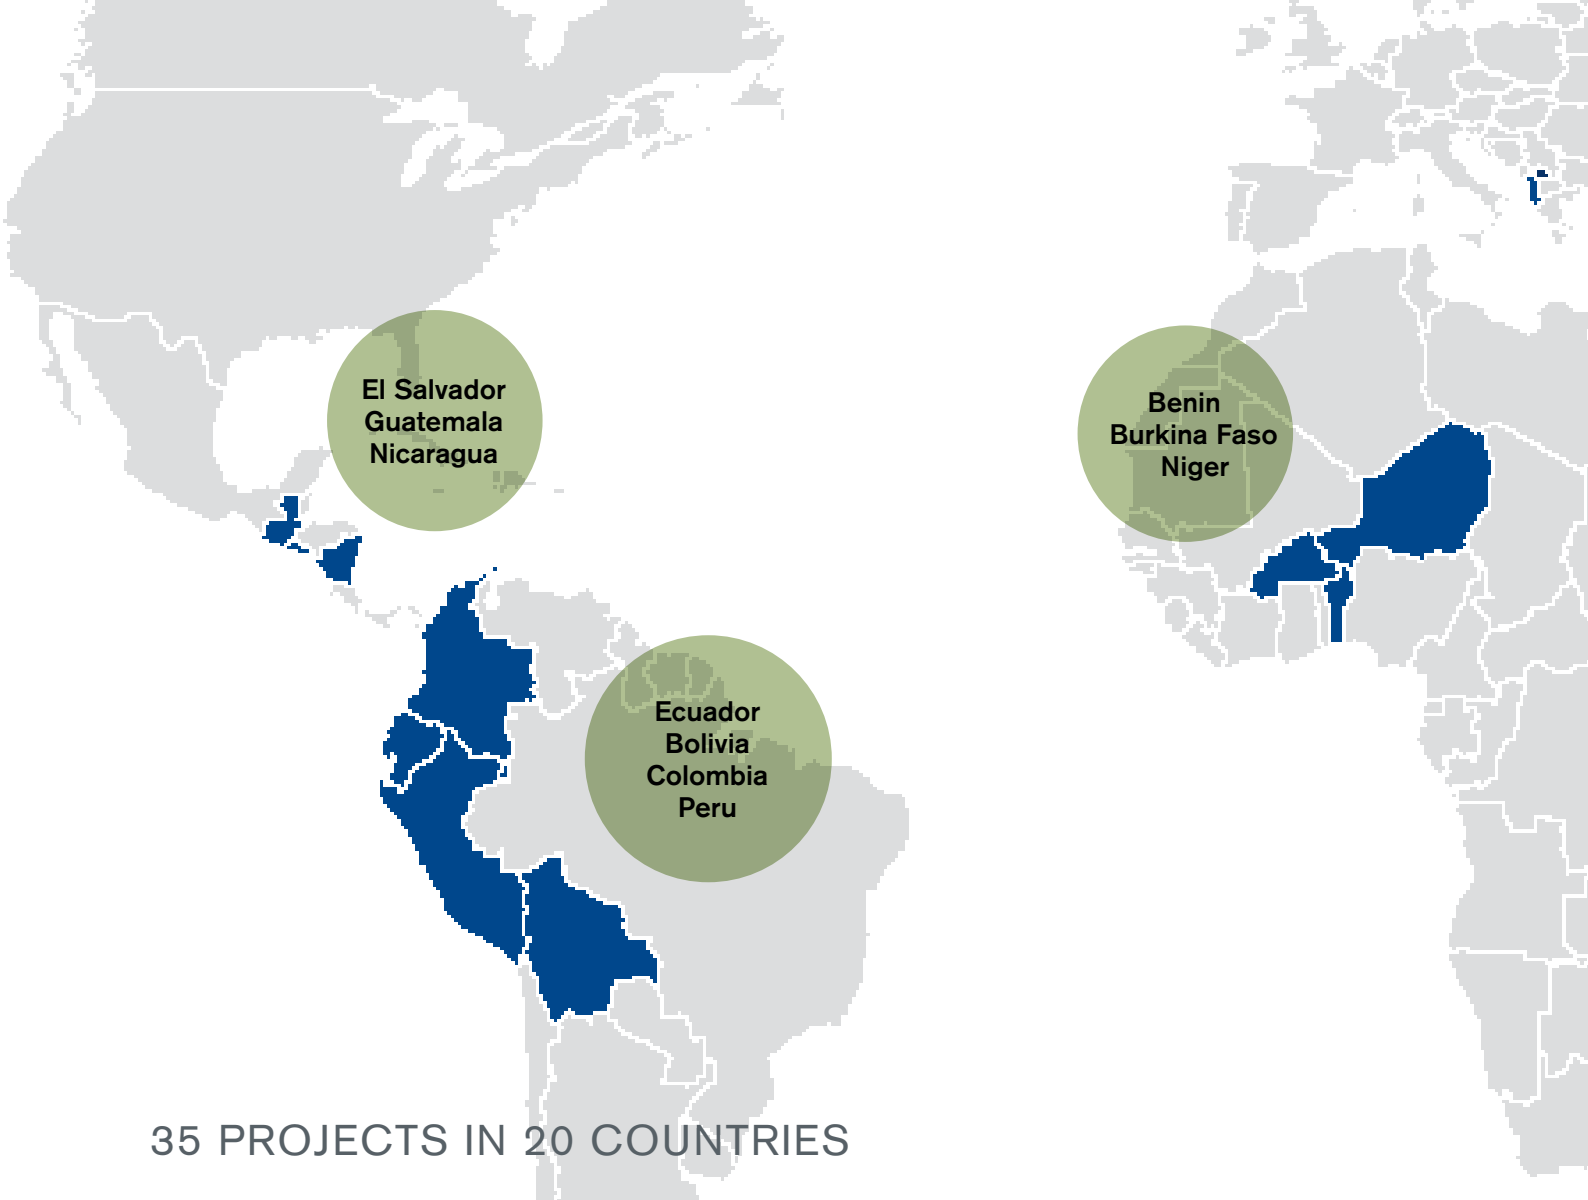 El Salvador
Guatemala
Nicaragua
Benin
Burkina Faso
Niger
Ecuador
Bolivia
Colombia
Peru
35 PROJECTS IN 20 COUNTRIES